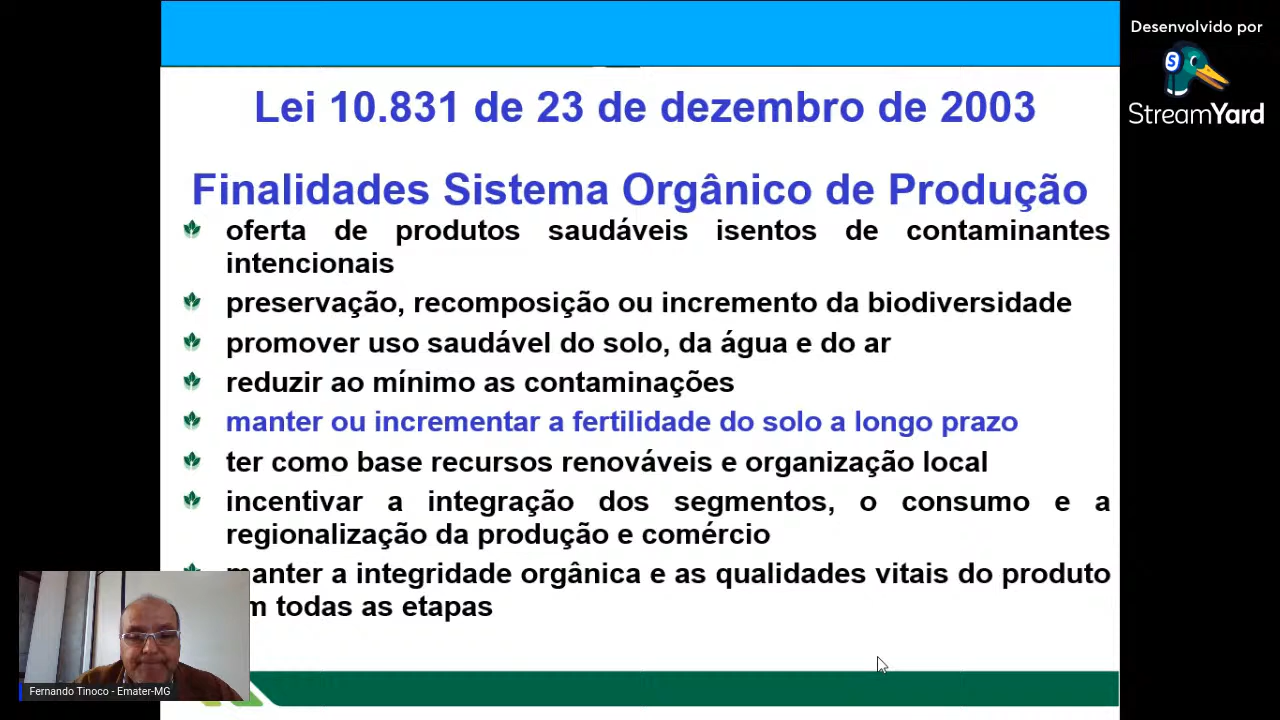 Desenvolvido por
StreamYard
Lei 10.831 de 23 de dezembro de 2003
Finalidades Sistema Orgânico de Produção
oferta de produtos saudáveis isentos de contaminantes
intencionais
preservação, recomposição ou incremento da biodiversidade
promover uso saudável do solo, da água e do ar
reduzir ao mínimo as contaminações
manter ou incrementar a fertilidade do solo a longo prazo
ter como base recursos renováveis e organização local
incentivar a integração dos segmentos, o consumo e a
regionalização da produção e comércio
manter a integridade orgânica e as qualidades vitais do produto
m todas as etapas
Fernando Tinoco - Emater-MG